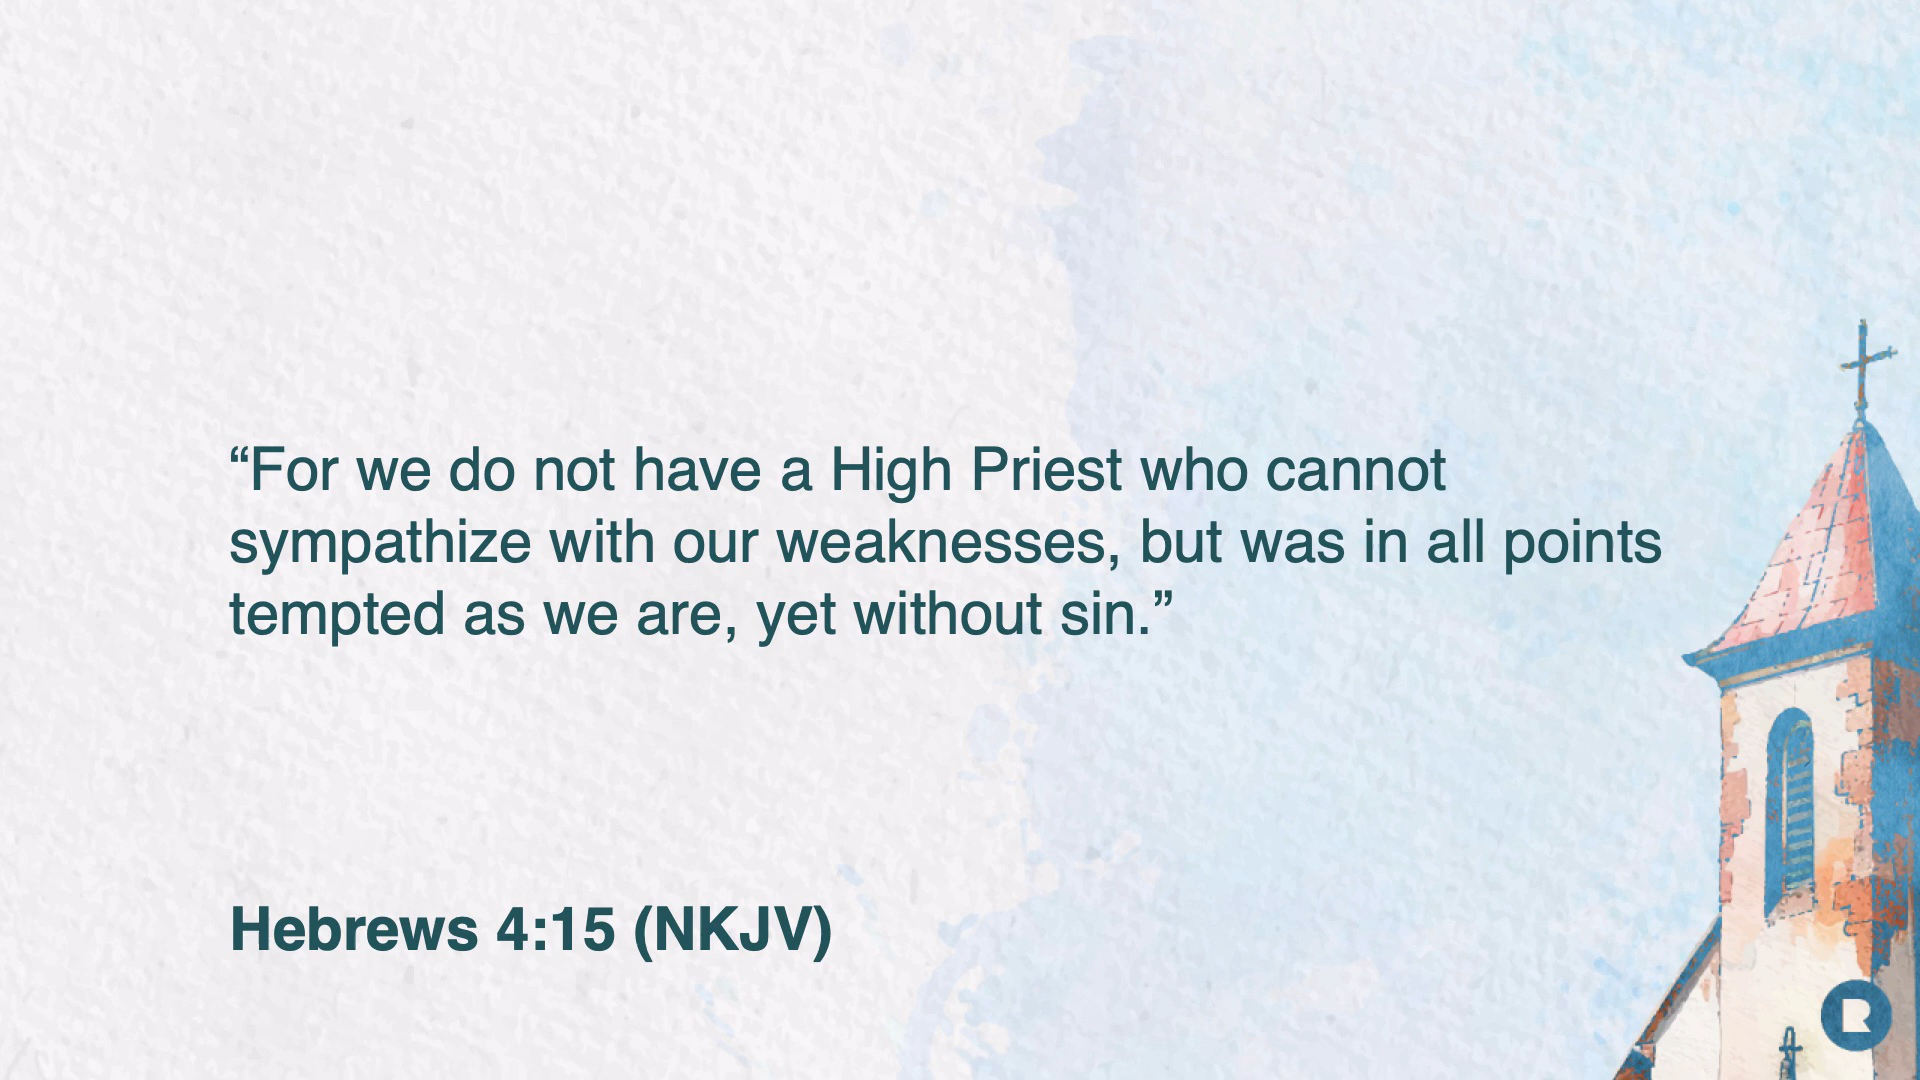 “For we do not have a High Priest who cannot
sympathize with our weaknesses, but was in all points
tempted as we are, yet without sin.”
Hebrews 4:15 (NKJV)
R